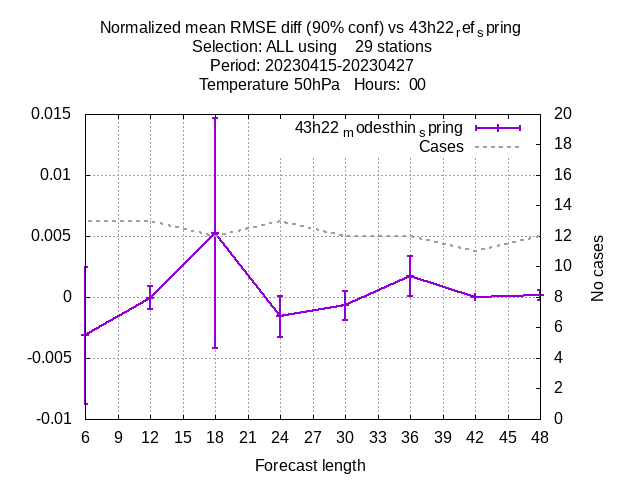 Normalized mean RMSE diff (90% conf) vs 43h22refspring
Selection: ALL using 29 stations
Period: 20230415-20230427
Temperature 50hPa Hours: 00
0.015
0.01
0.005
0
-0.005
-0.01
43h22modesthinspring
Cases
20
18
16
14
12
10
8
6
4
2
0
No cases
6 9 12 15 18 21 24 27 30 33 36 39 42 45 48
Forecast length